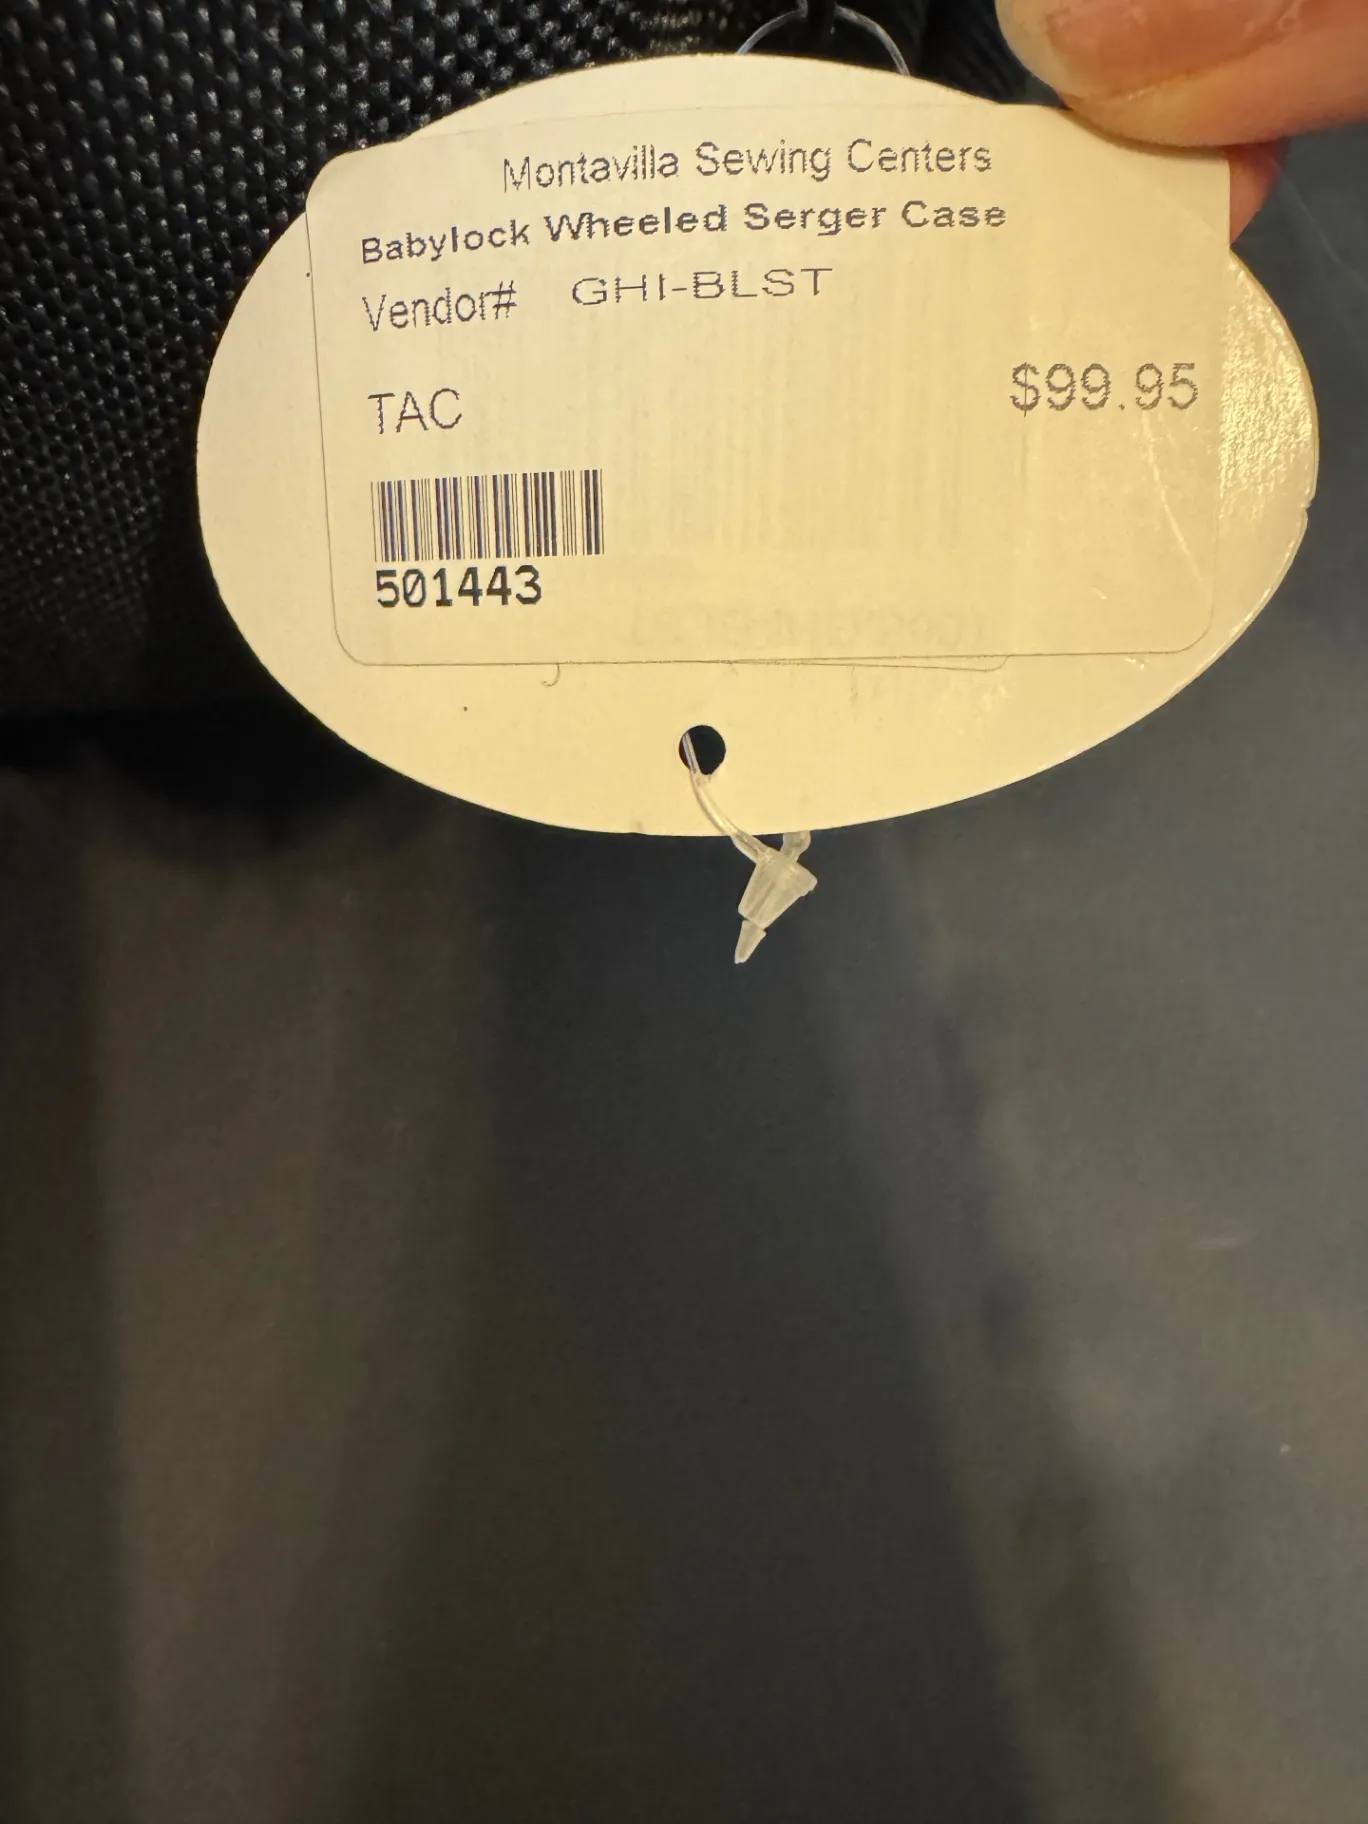 Montavilla Sewing Centers
Babylock Wheeled Serger Case
Vendor# GHI-BLST
TAC $99.95
501443